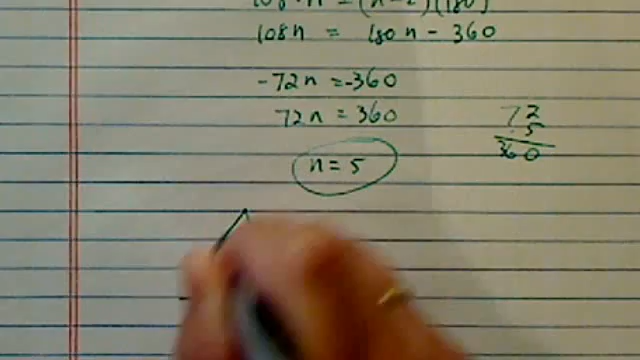 108n = 180n - 360
-72n = -360
72n = 360
n = 5
72
. 5
360